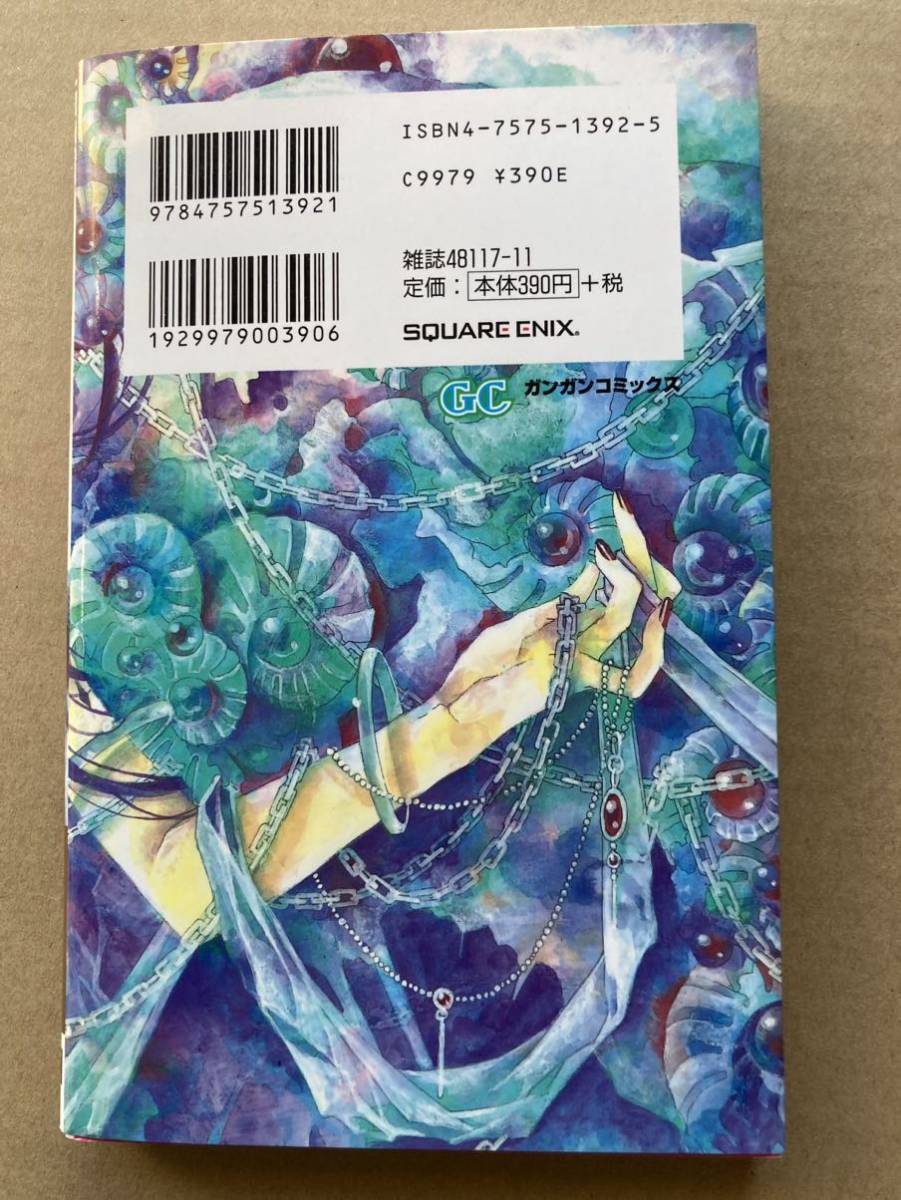 ISBN4-7575-1392-5
C9979 ¥390E
9784757513921
雑誌48117-11
定価：本体390円+税
1929979003906
SQUARE ENIX®
GC ガンガンコミックス